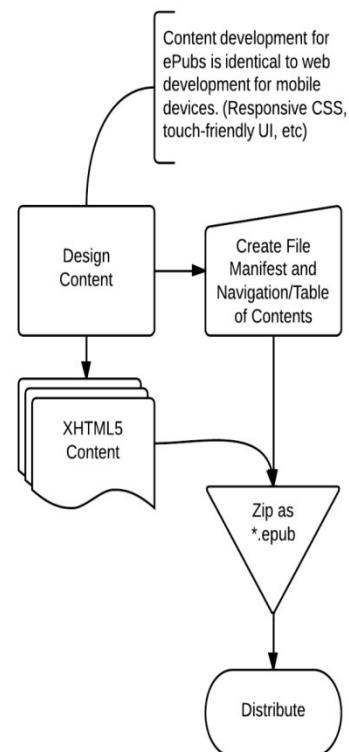 Content development for
ePubs is identical to web
development for mobile
devices. (Responsive CSS,
touch-friendly UI, etc)
Design
Content
Create File
Manifest and
Navigation/Table
of Contents
XHTML5
Content
Zip as
*.epub
Distribute